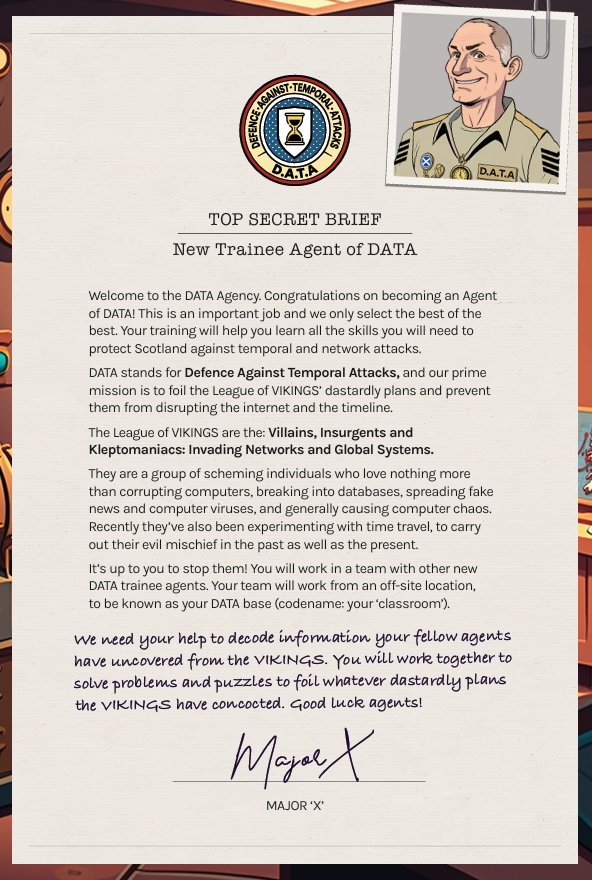 DEFENCE·AGAINST·TEMPORAL·ATTACKS
D.A.T.A
D.A.T.A
TOP SECRET BRIEF
New Trainee Agent of DATA
Welcome to the DATA Agency. Congratulations on becoming an Agent
of DATA! This is an important job and we only select the best of the
best. Your training will help you learn all the skills you will need to
protect Scotland against temporal and network attacks.
DATA stands for Defence Against Temporal Attacks, and our prime
mission is to foil the League of VIKINGS’ dastardly plans and prevent
them from disrupting the internet and the timeline.
The League of VIKINGS are the: Villains, Insurgents and
Kleptomaniacs: Invading Networks and Global Systems.
They are a group of scheming individuals who love nothing more
than corrupting computers, breaking into databases, spreading fake
news and computer viruses, and generally causing computer chaos.
Recently they’ve also been experimenting with time travel, to carry
out their evil mischief in the past as well as the present.
It’s up to you to stop them! You will work in a team with other new
DATA trainee agents. Your team will work from an off-site location,
to be known as your DATA base (codename: your ‘classroom’).
We need your help to decode information your fellow agents
have uncovered from the VIKINGS. You will work together to
solve problems and puzzles to foil whatever dastardly plans
the VIKINGS have concocted. Good luck agents!
Major X
MAJOR ‘X’